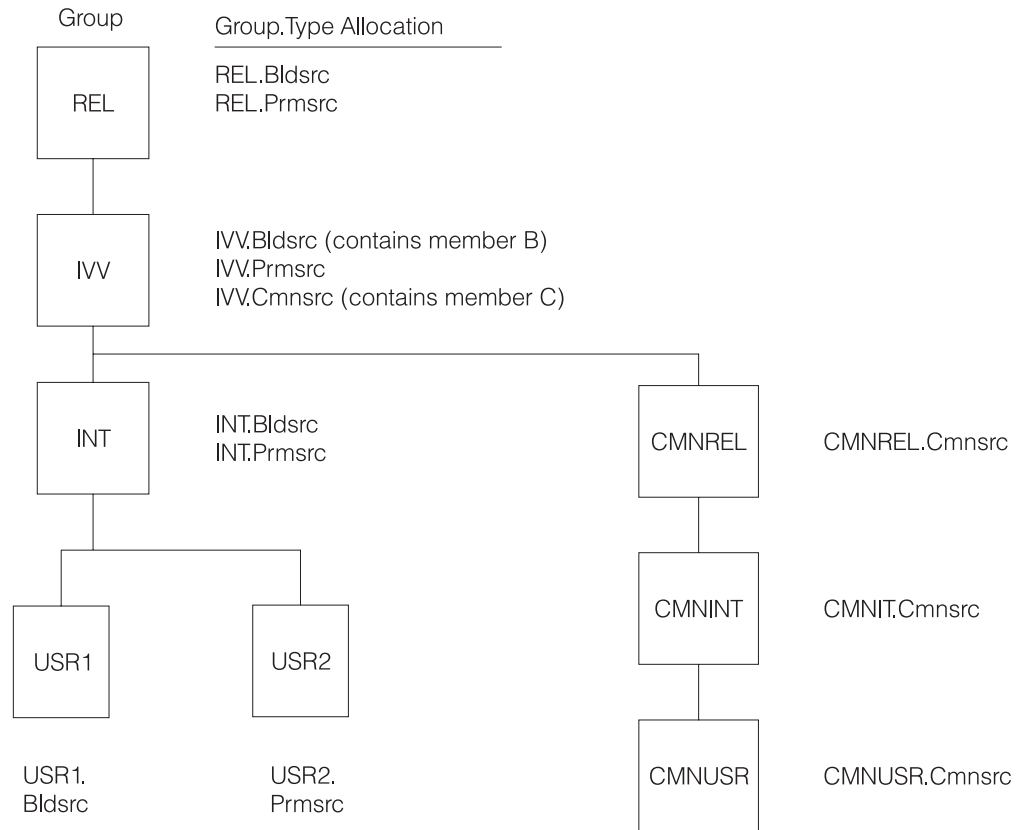 Group
Group.Type Allocation
REL
REL.Bldsrc
REL.Prmsrc
IVV
IVV.Bldsrc (contains member B)
IVV.Prmsrc
IVV.Cmnsrc (contains member C)
INT
INT.Bldsrc
INT.Prmsrc
CMNREL
CMNREL.Cmnsrc
USR1
USR2
CMNINT
CMNIT.Cmnsrc
USR1.
Bldsrc
USR2.
Prmsrc
CMNUSR
CMNUSR.Cmnsrc